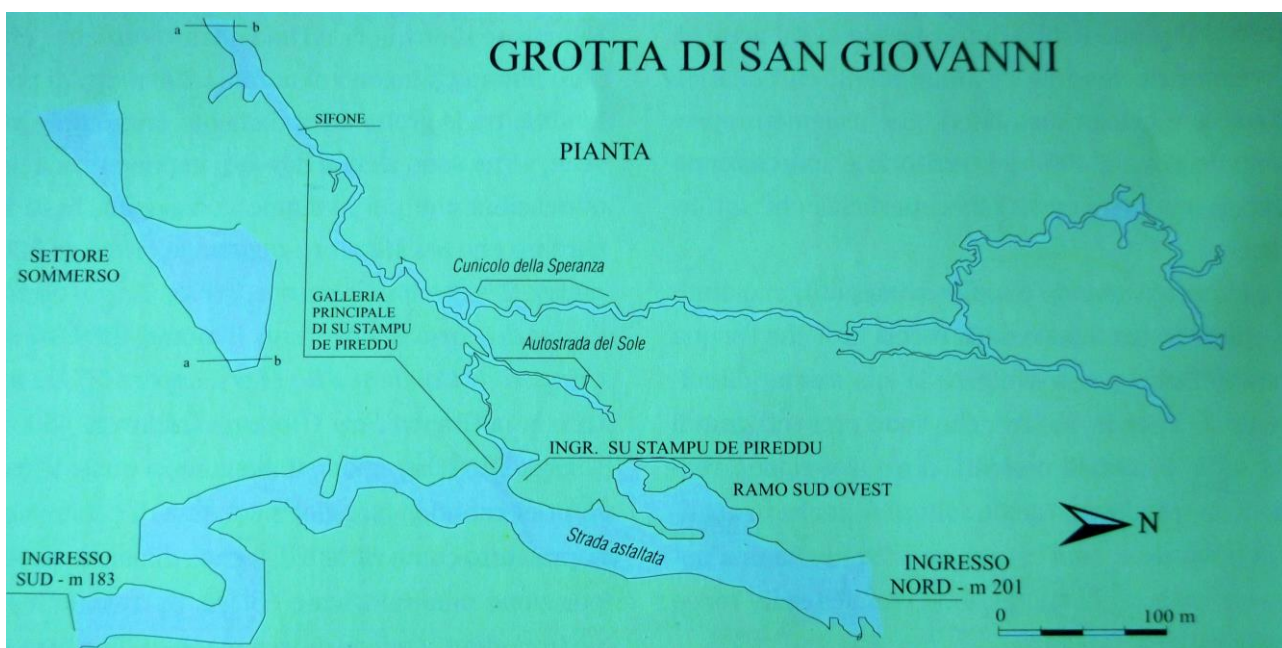 GROTTA DI SAN GIOVANNI
PIANTA
a
b
SIFONE
SETTORE
SOMMERSO
a
b
GALLERIA
PRINCIPALE
DI SU STAMPU
DE PIREDDU
Cunicolo della Speranza
Autostrada del Sole
INGR. SU STAMPU DE PIREDDU
RAMO SUD OVEST
Strada asfaltata
N
INGRESSO
SUD - m 183
INGRESSO
NORD - m 201
0
100 m